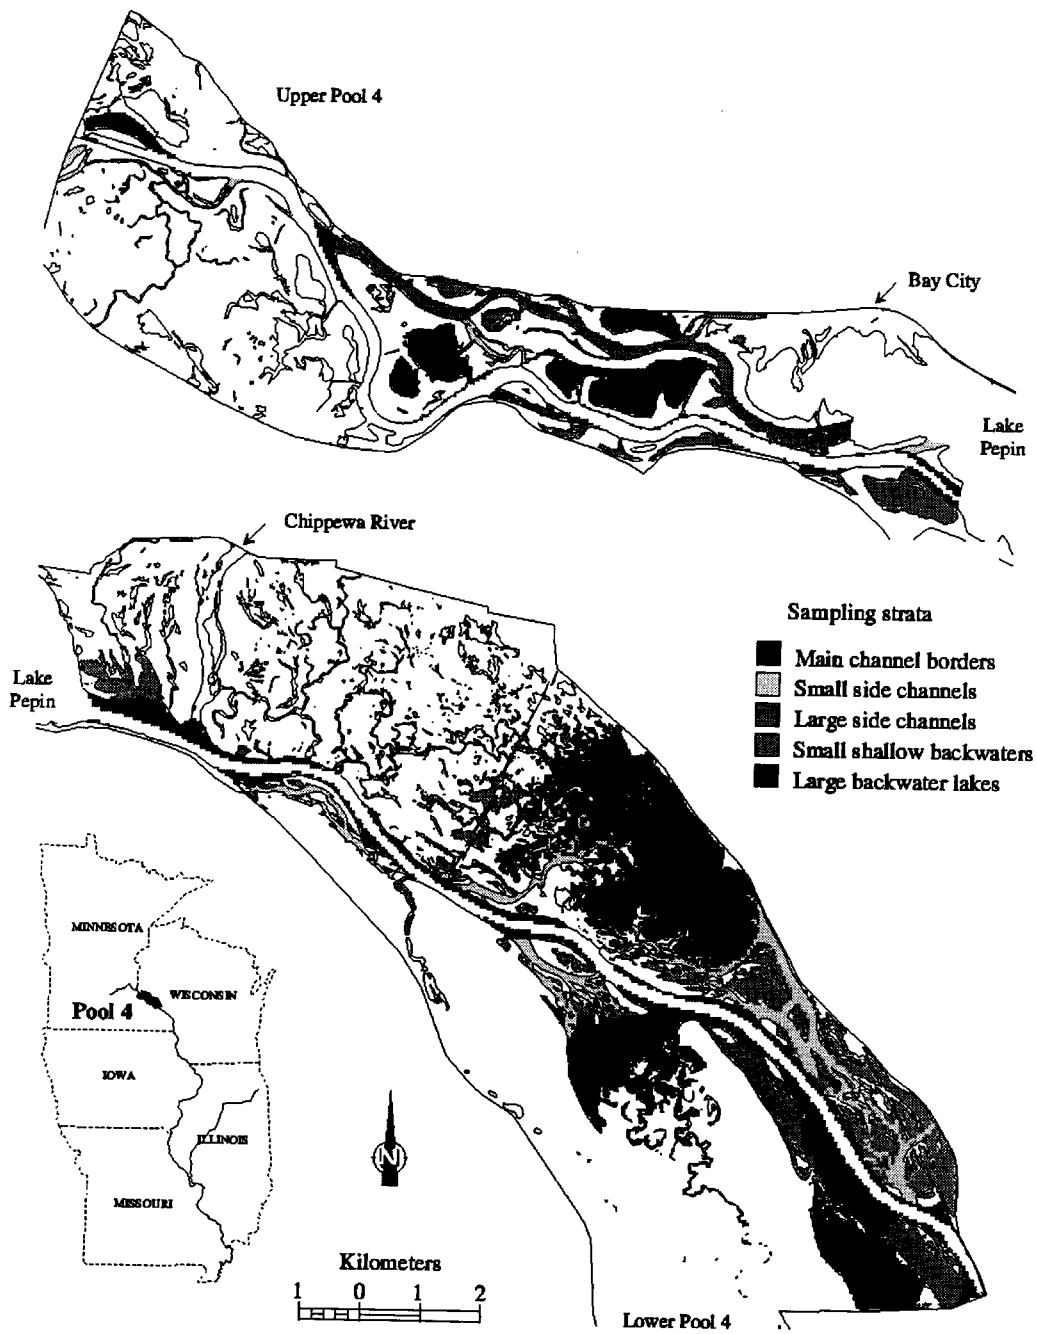 Upper Pool 4
Bay City
Lake
Pepin
Chippewa River
Lake
Pepin
Sampling strata
Main channel borders
Small side channels
Large side channels
Small shallow backwaters
Large backwater lakes
MINNESOTA
WISCONSIN
Pool 4
IOWA
ILLINOIS
MISSOURI
N
Kilometers
1 0 1 2
Lower Pool 4